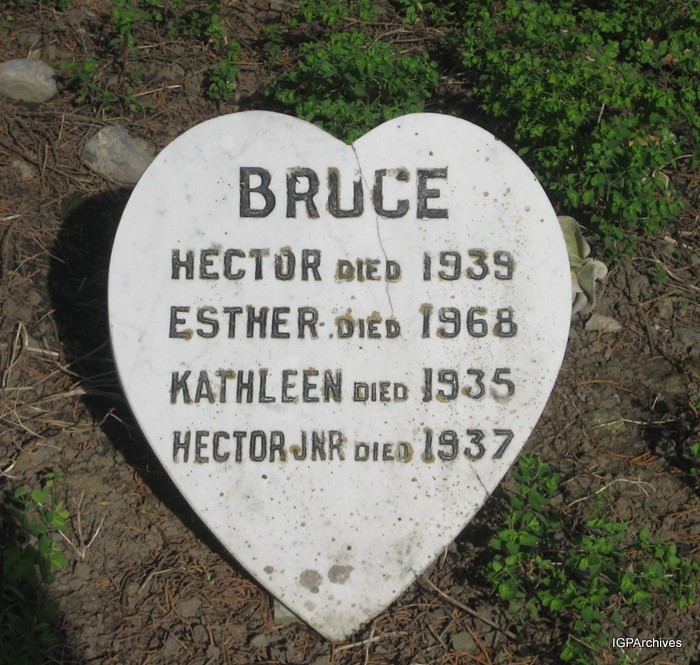 BRUCE
HECTOR DIED 1939
ESTHER DIED 1968
KATHLEEN DIED 1935
HECTOR JNR DIED 1937
IGPArchives